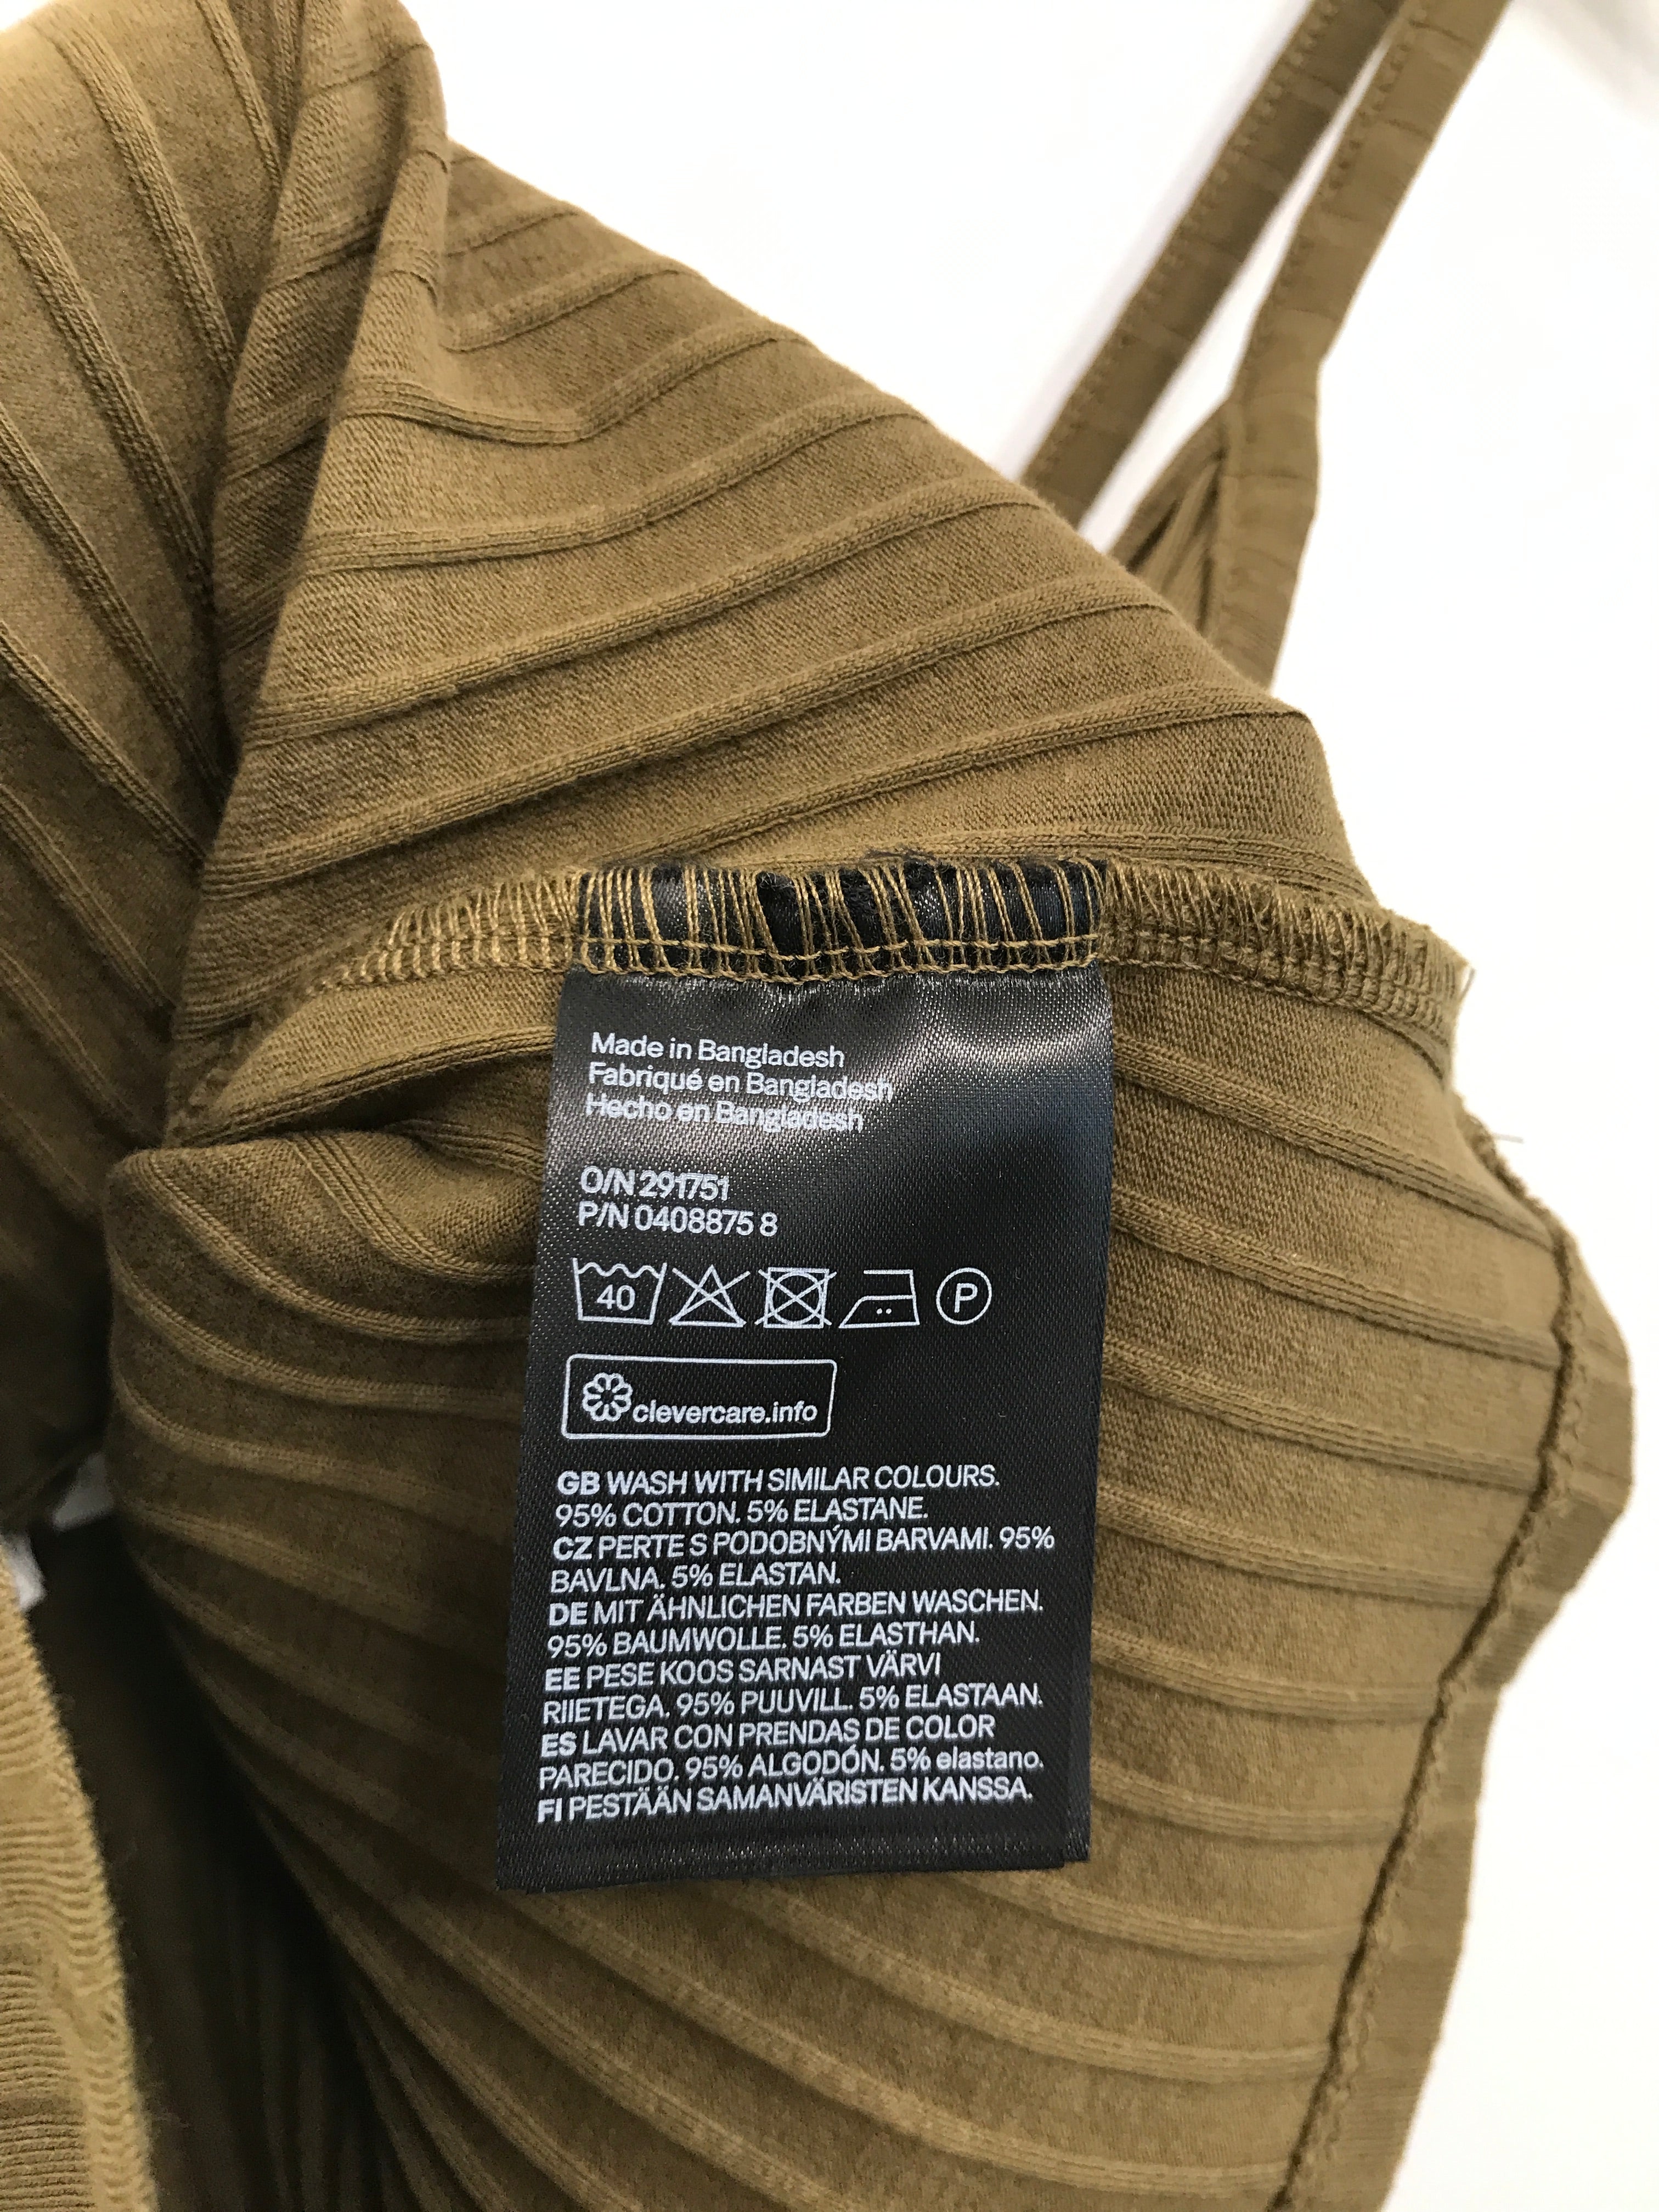 Made in Bangladesh
Fabriqué en Bangladesh
Hecho en Bangladesh
O/N 291751
P/N 0408875 8
40 P
clevercare.info
GB WASH WITH SIMILAR COLOURS.
95% COTTON. 5% ELASTANE.
CZ PERTE S PODOBNÝMI BARVAMI. 95%
BAVLNA. 5% ELASTAN.
DE MIT ÄHNLICHEN FARBEN WASCHEN.
95% BAUMWOLLE. 5% ELASTHAN.
EE PESE KOOS SARNAST VÄRVI
RIIETEGA. 95% PUUVILL. 5% ELASTAAN.
ES LAVAR CON PRENDAS DE COLOR
PARECIDO. 95% ALGODÓN. 5% elastano.
FI PESTÄÄN SAMANVÄRISTEN KANSSA.